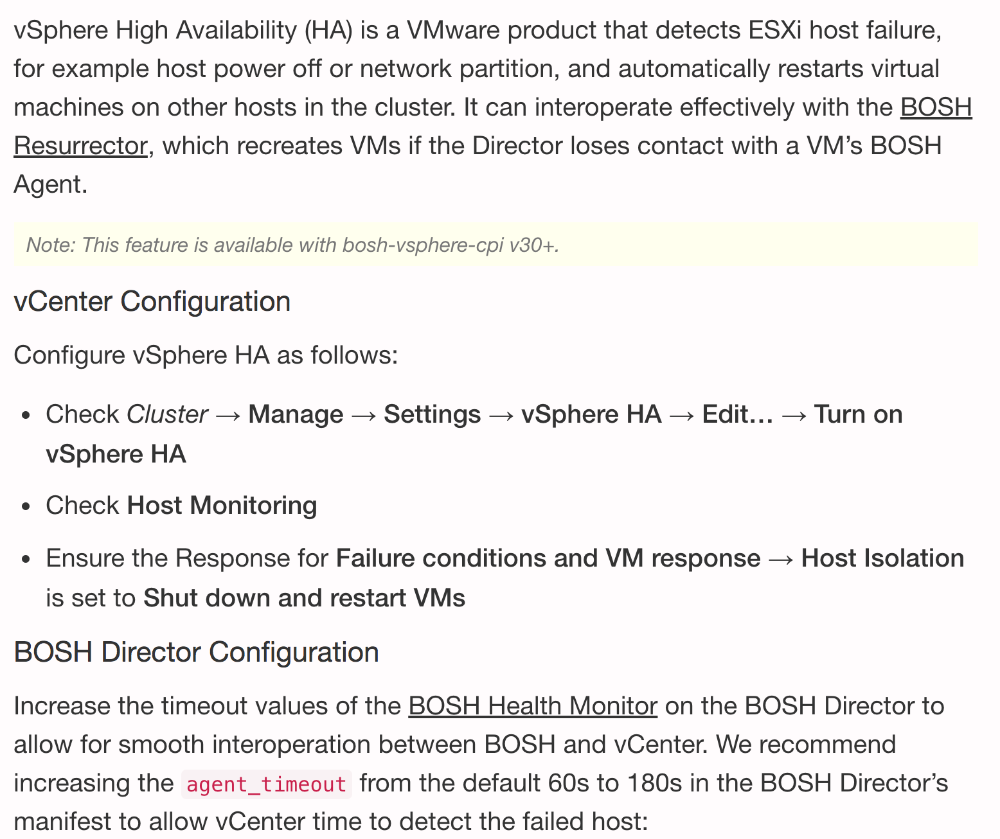 vSphere High Availability (HA) is a VMware product that detects ESXi host failure,
for example host power off or network partition, and automatically restarts virtual
machines on other hosts in the cluster. It can interoperate effectively with the BOSH
Resurrector, which recreates VMs if the Director loses contact with a VM’s BOSH
Agent.
Note: This feature is available with bosh-vsphere-cpi v30+.
vCenter Configuration
Configure vSphere HA as follows:
• Check Cluster → Manage → Settings → vSphere HA → Edit… → Turn on
vSphere HA
• Check Host Monitoring
• Ensure the Response for Failure conditions and VM response → Host Isolation
is set to Shut down and restart VMs
BOSH Director Configuration
Increase the timeout values of the BOSH Health Monitor on the BOSH Director to
allow for smooth interoperation between BOSH and vCenter. We recommend
increasing the agent_timeout from the default 60s to 180s in the BOSH Director’s
manifest to allow vCenter time to detect the failed host: